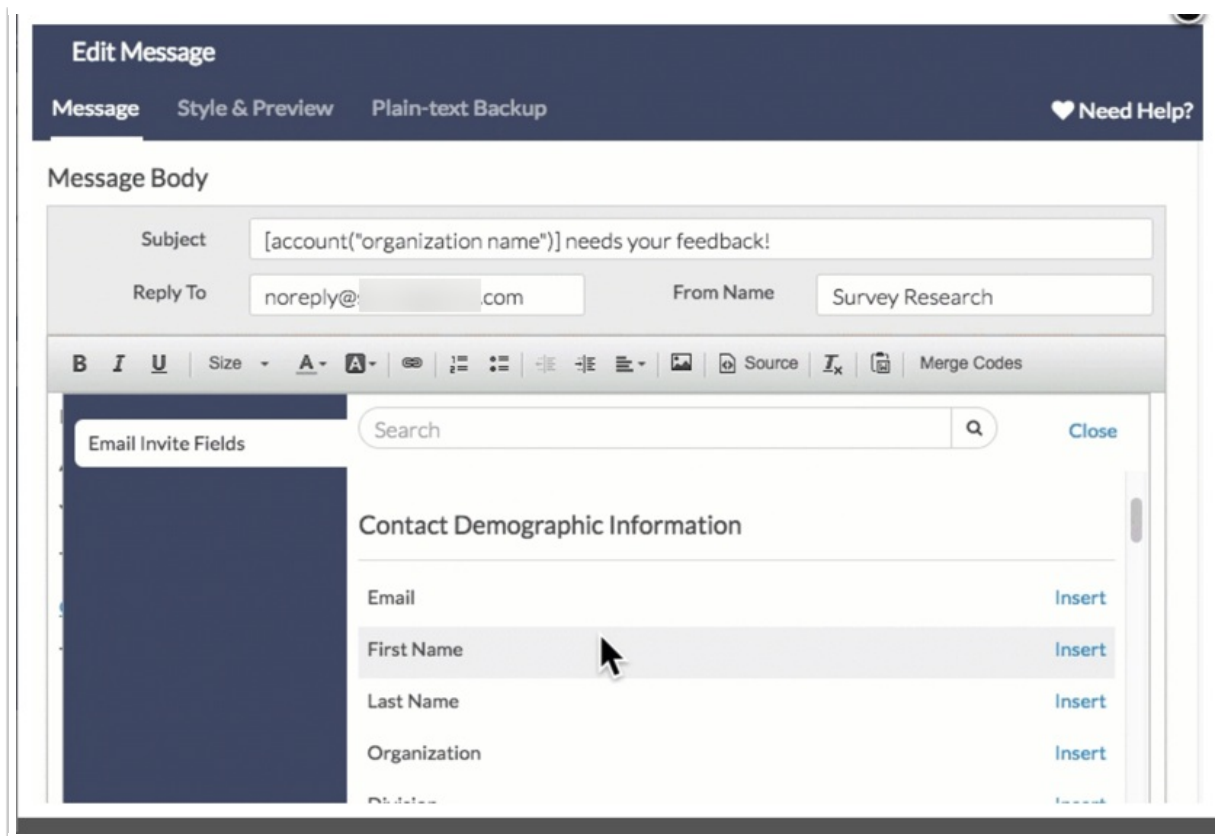 Edit Message
Message Style & Preview Plain-text Backup Need Help?
Message Body
Subject [account("organization name")] needs your feedback!
Reply To noreply@ .com From Name Survey Research
B I U Size A A Source Tx Merge Codes
Email Invite Fields Search Close
Contact Demographic Information
Email Insert
First Name Insert
Last Name Insert
Organization Insert